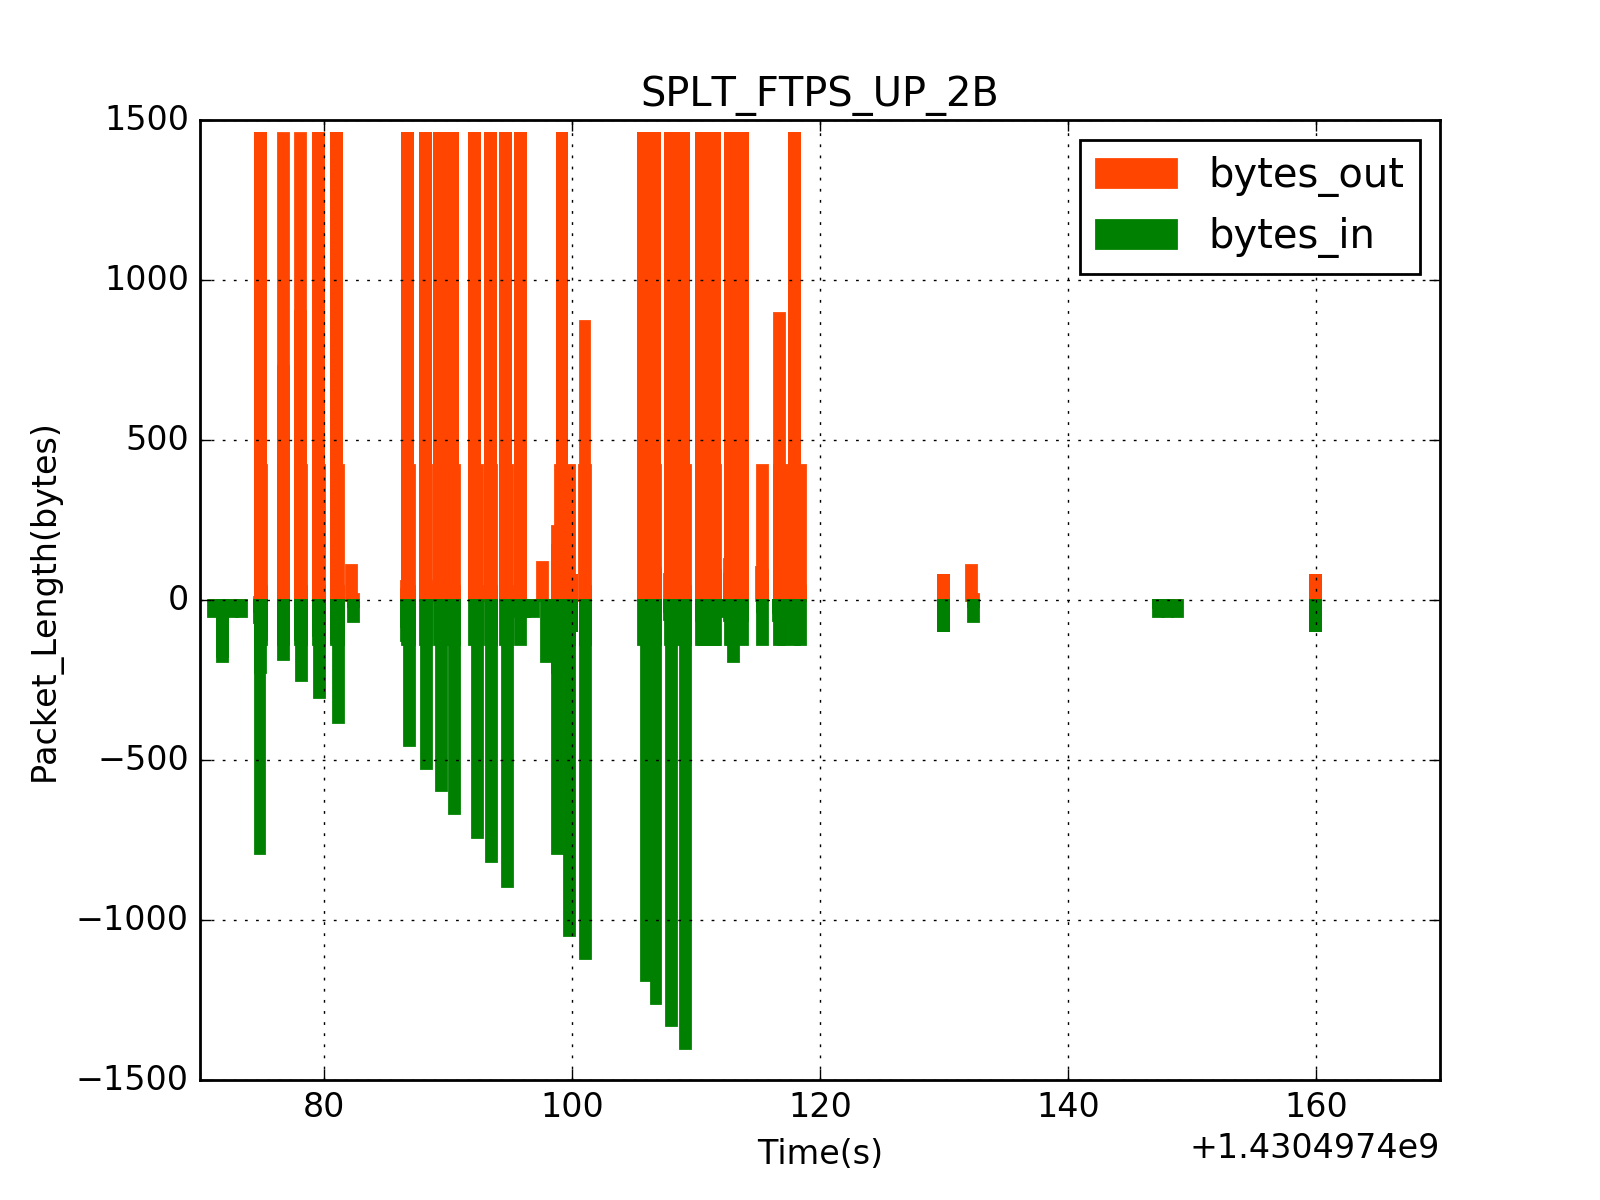 SPLT_FTPS_UP_2B
1500
1000
500
0
−500
−1000
−1500
Packet_Length(bytes)
bytes_out
bytes_in
80 100 120 140 160
Time(s)
+1.4304974e9